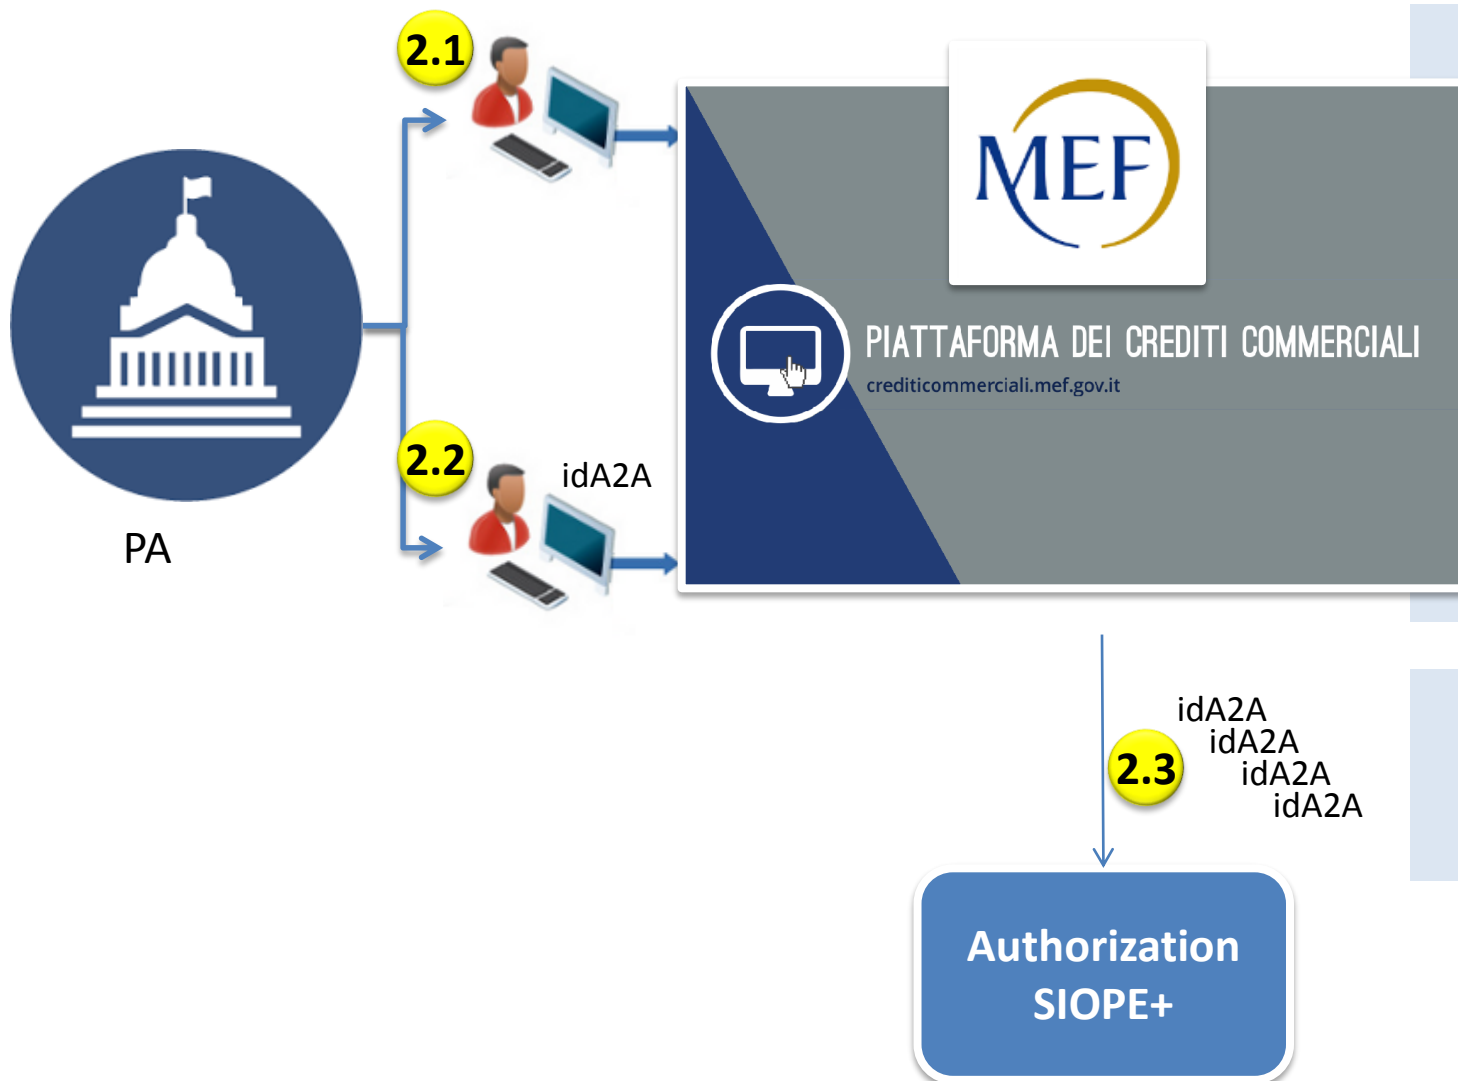 2.1
MEF
PIATTAFORMA DEI CREDITI COMMERCIALI
crediticommerciali.mef.gov.it
2.2
idA2A
PA
idA2A
idA2A
2.3
idA2A
idA2A
Authorization
SIOPE+